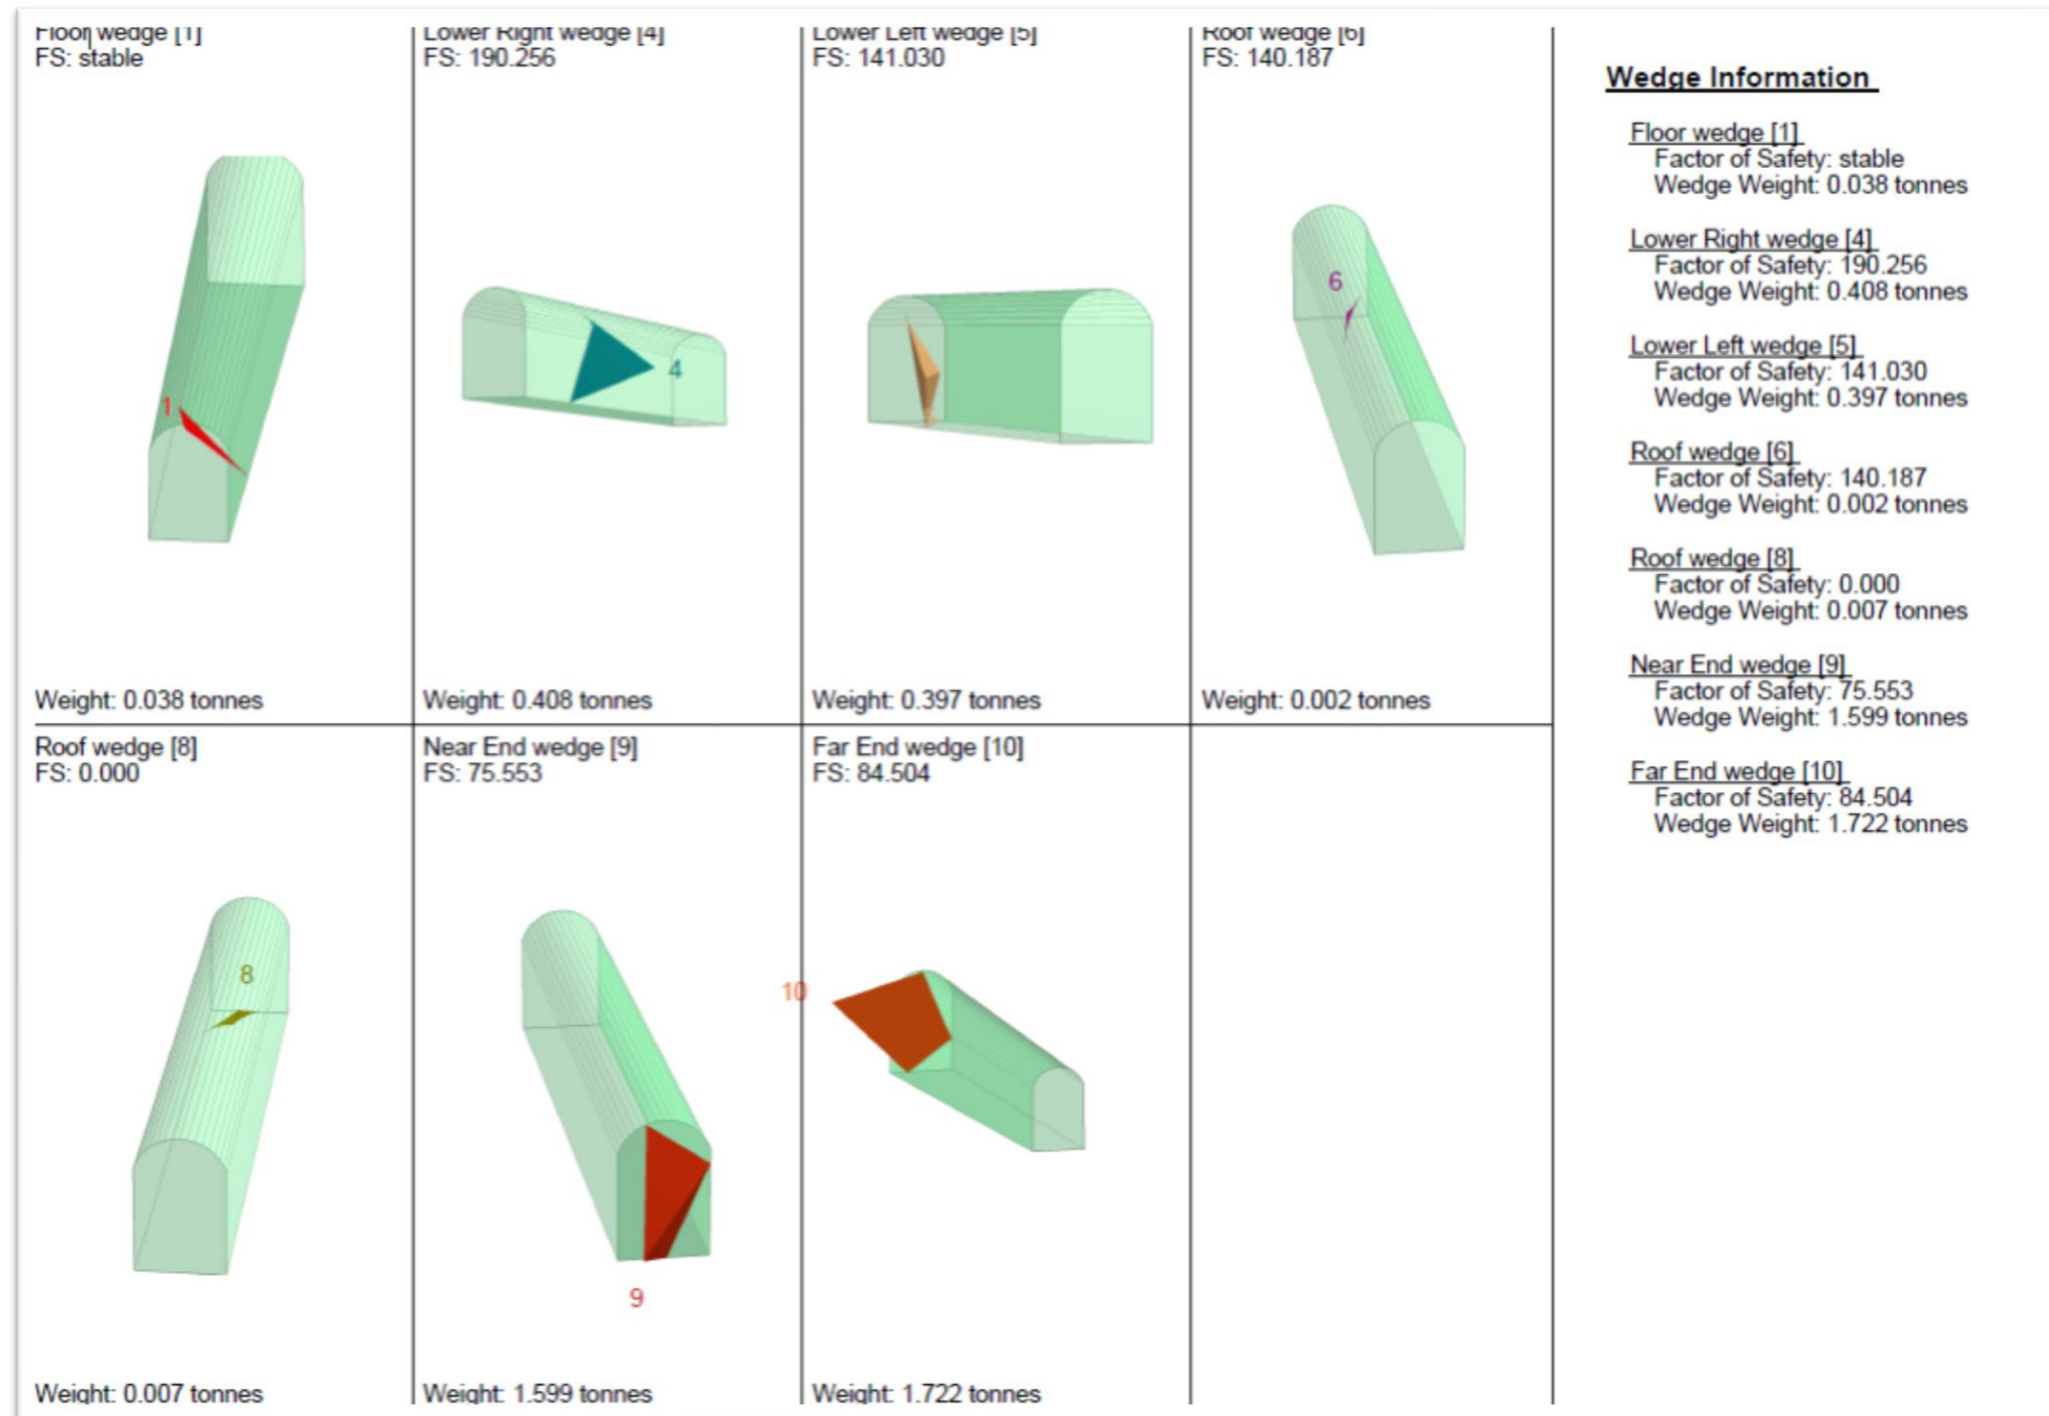 Floor wedge [1]
FS: stable
1
Weight: 0.038 tonnes
Lower Right wedge [4]
FS: 190.256
4
Weight: 0.408 tonnes
Lower Left wedge [5]
FS: 141.030
5
Weight: 0.397 tonnes
Roof wedge [6]
FS: 140.187
6
Weight: 0.002 tonnes
Roof wedge [8]
FS: 0.000
8
Weight: 0.007 tonnes
Near End wedge [9]
FS: 75.553
9
Weight: 1.599 tonnes
Far End wedge [10]
FS: 84.504
10
Weight: 1.722 tonnes
Wedge Information
Floor wedge [1]
Factor of Safety: stable
Wedge Weight: 0.038 tonnes
Lower Right wedge [4]
Factor of Safety: 190.256
Wedge Weight: 0.408 tonnes
Lower Left wedge [5]
Factor of Safety: 141.030
Wedge Weight: 0.397 tonnes
Roof wedge [6]
Factor of Safety: 140.187
Wedge Weight: 0.002 tonnes
Roof wedge [8]
Factor of Safety: 0.000
Wedge Weight: 0.007 tonnes
Near End wedge [9]
Factor of Safety: 75.553
Wedge Weight: 1.599 tonnes
Far End wedge [10]
Factor of Safety: 84.504
Wedge Weight: 1.722 tonnes